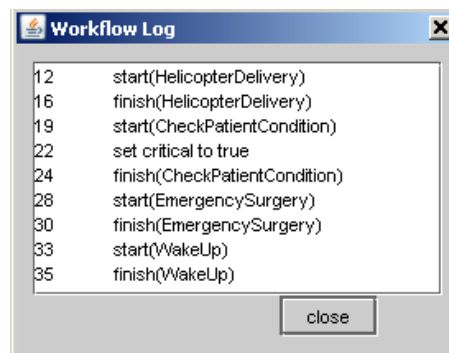 Workflow Log
12 start(HelicopterDelivery)
16 finish(HelicopterDelivery)
19 start(CheckPatientCondition)
22 set critical to true
24 finish(CheckPatientCondition)
28 start(EmergencySurgery)
30 finish(EmergencySurgery)
33 start(WakeUp)
35 finish(WakeUp)
close